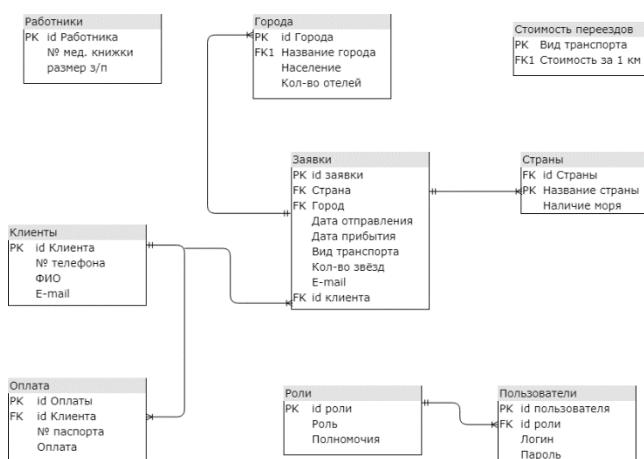 Работники
PK id Работника
№ мед. книжки
размер з/п
Города
PK id Города
FK1 Название города
Население
Кол-во отелей
Стоимость переездов
PK Вид транспорта
FK1 Стоимость за 1 км
Заявки
PK id заявки
FK Страна
FK Город
Дата отправления
Дата прибытия
Вид транспорта
Кол-во звёзд
E-mail
FK id клиента
Страны
FK id Страны
PK Название страны
Наличие моря
Клиенты
PK id Клиента
№ телефона
ФИО
E-mail
Оплата
PK id Оплаты
FK id Клиента
№ паспорта
Оплата
Роли
PK id роли
Роль
Полномочия
Пользователи
PK id пользователя
FK id роли
Логин
Пароль